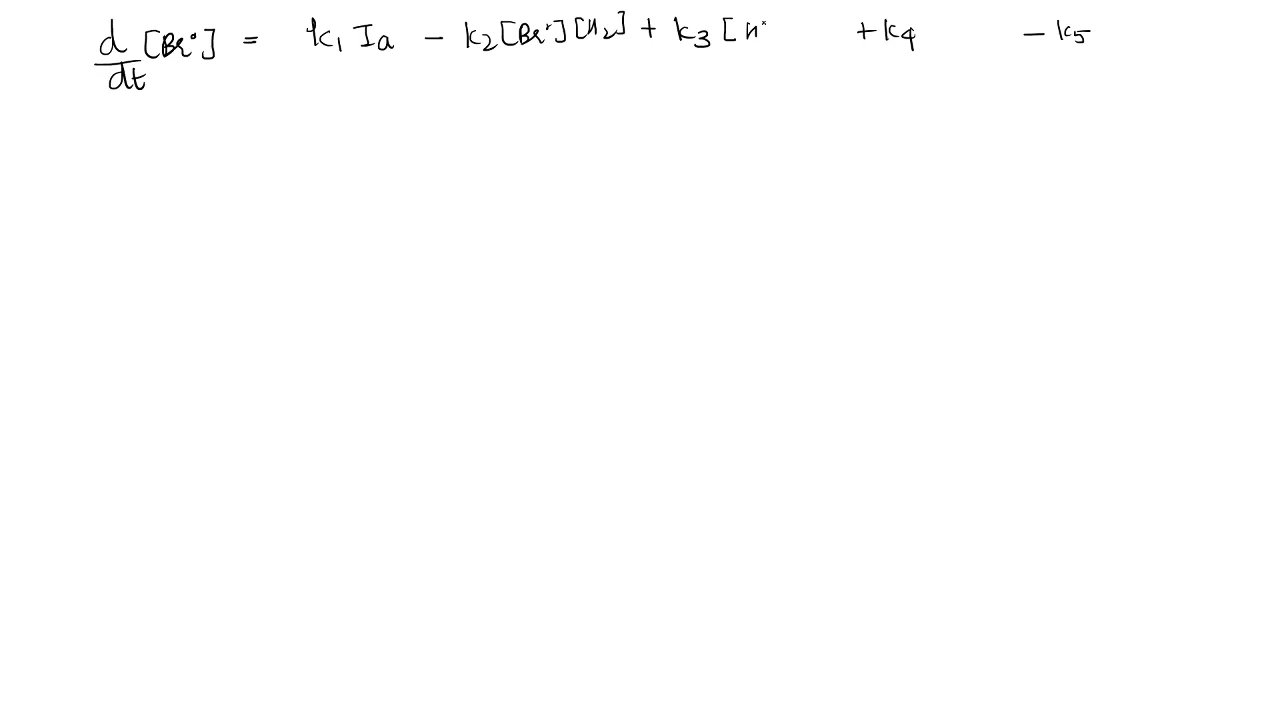 d/dt [Br•] = k₁ Iₐ − k₂ [Br•] [H₂] + k₃ [H• + k₄ − k₅